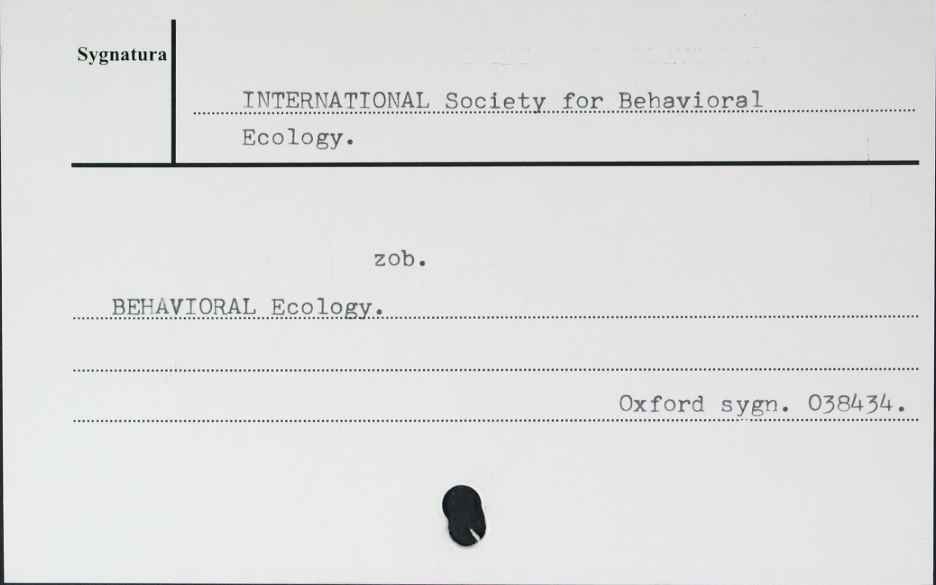 Sygnatura
INTERNATIONAL Society for Behavioral
Ecology.
zob.
BEHAVIORAL Ecology.
Oxford sygn. 038434.